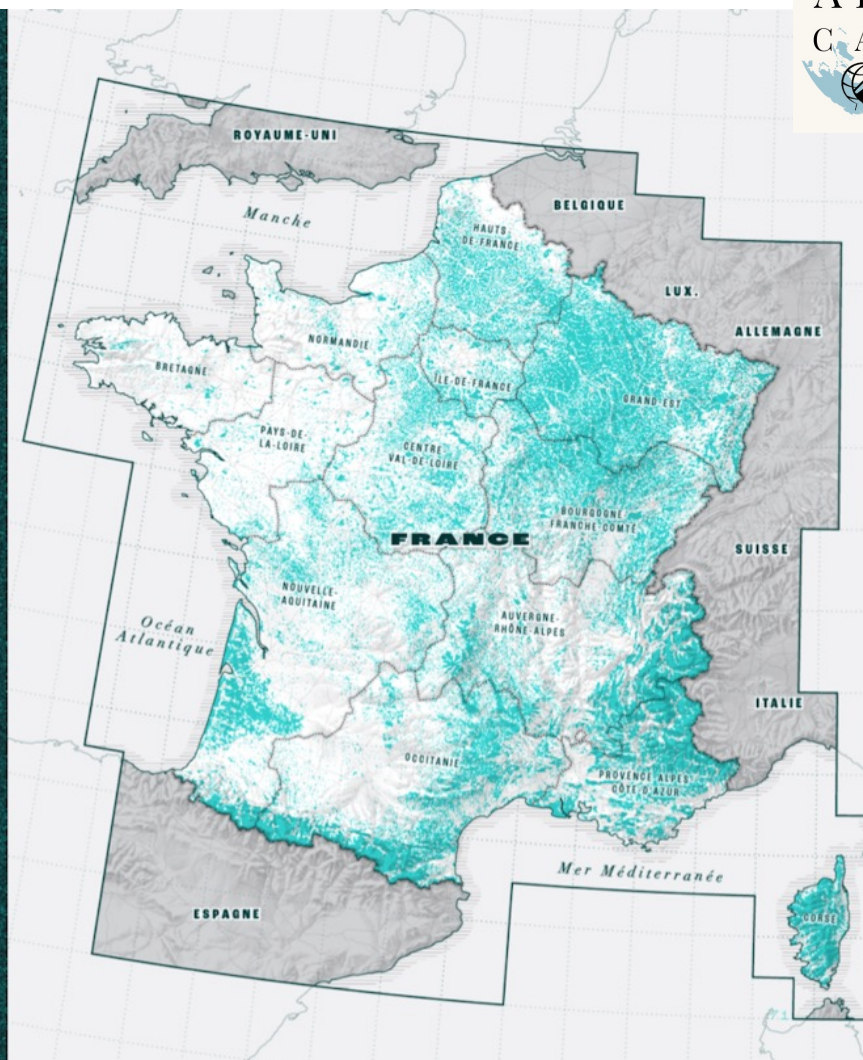 ROYAUME-UNI
BELGIQUE
Manche
HAUTS
DE-FRANCE
LUX.
ALLEMAGNE
NORMANDIE
BRETAGNE
ÎLE-DE-FRANCE
GRAND-EST
PAYS-DE-
LA-LOIRE
CENTRE
VAL-DE-LOIRE
BOURGOGNE
FRANCHE-COMTÉ
FRANCE
SUISSE
NOUVELLE-
AQUITAINE
AUVERGNE-
RHÔNE-ALPES
Océan
Atlantique
ITALIE
OCCITANIE
PROVENCE ALPES
CÔTE D'AZUR
Mer Méditerranée
ESPAGNE
CORSE